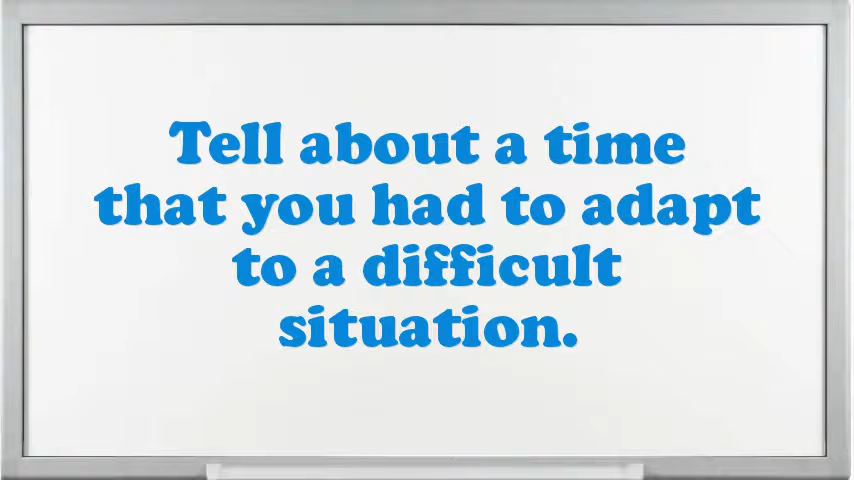 Tell about a time
that you had to adapt
to a difficult
situation.